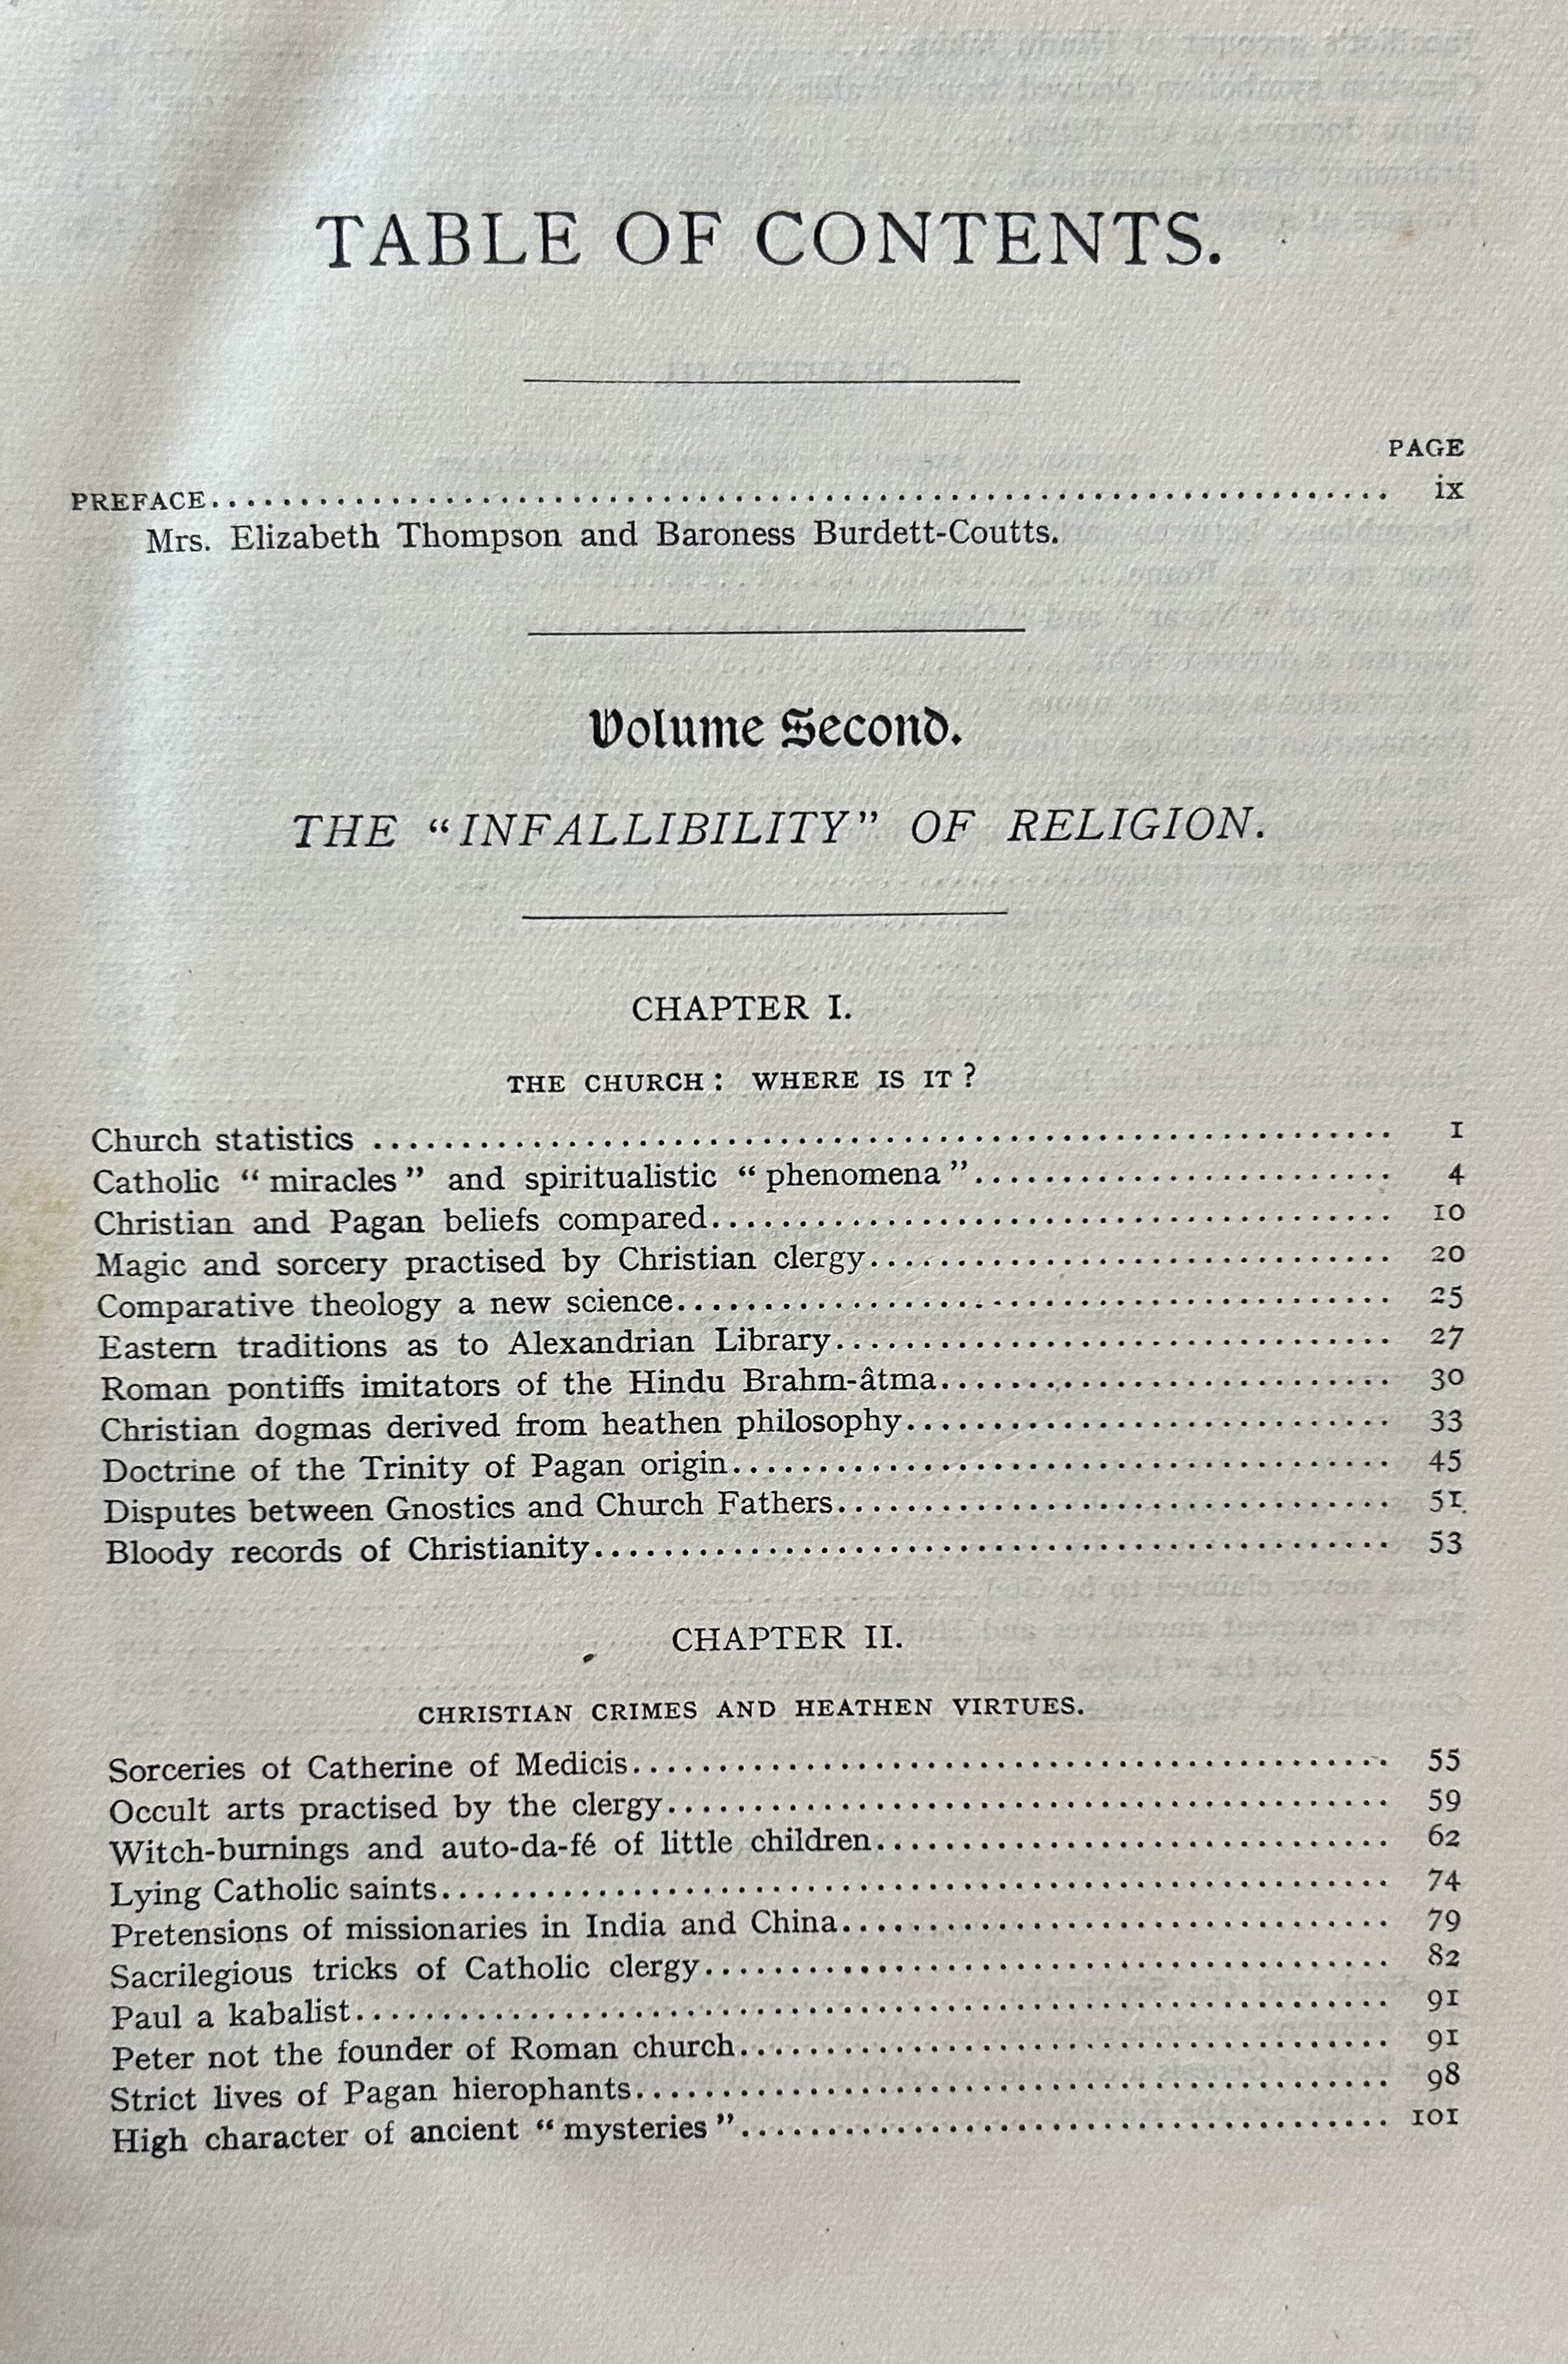 TABLE OF CONTENTS.
PAGE
PREFACE........................................ ix
Mrs. Elizabeth Thompson and Baroness Burdett-Coutts.
Volume Second.
THE “INFALLIBILITY” OF RELIGION.
CHAPTER I.
THE CHURCH: WHERE IS IT?
Church statistics ........................................ 1
Catholic “miracles” and spiritualistic “phenomena”........................................ 4
Christian and Pagan beliefs compared........................................ 10
Magic and sorcery practised by Christian clergy........................................ 20
Comparative theology a new science........................................ 25
Eastern traditions as to Alexandrian Library........................................ 27
Roman pontiffs imitators of the Hindu Brahm-âtma........................................ 30
Christian dogmas derived from heathen philosophy........................................ 33
Doctrine of the Trinity of Pagan origin........................................ 45
Disputes between Gnostics and Church Fathers........................................ 51
Bloody records of Christianity........................................ 53
CHAPTER II.
CHRISTIAN CRIMES AND HEATHEN VIRTUES.
Sorceries of Catherine of Medicis........................................ 55
Occult arts practised by the clergy........................................ 59
Witch-burnings and auto-da-fé of little children........................................ 62
Lying Catholic saints........................................ 74
Pretensions of missionaries in India and China........................................ 79
Sacrilegious tricks of Catholic clergy........................................ 82
Paul a kabalist........................................ 91
Peter not the founder of Roman church........................................ 91
Strict lives of Pagan hierophants........................................ 98
High character of ancient “mysteries”........................................ 101